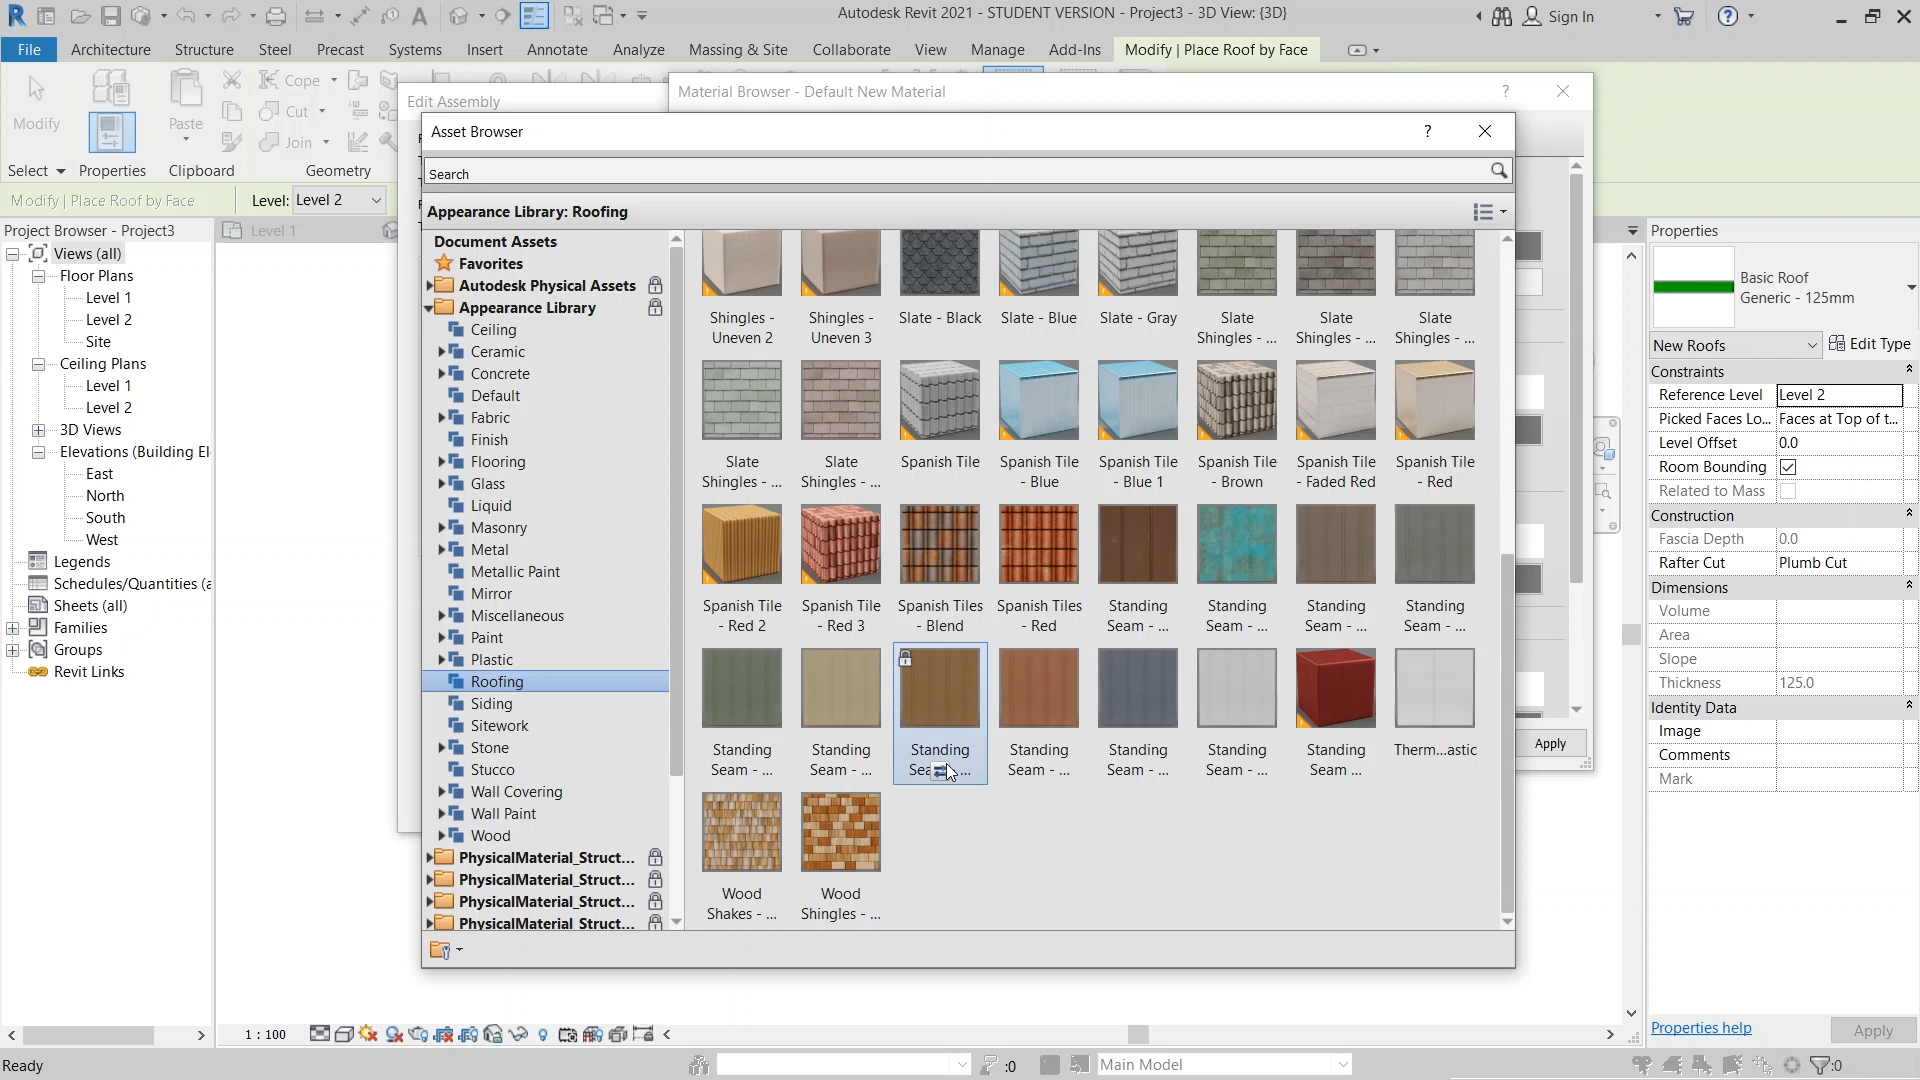 Autodesk Revit 2021 - STUDENT VERSION - Project3 - 3D View: {3D}
Sign In
File Architecture Structure Steel Precast Systems Insert Annotate Analyze Massing & Site Collaborate View Manage Add-Ins Modify | Place Roof by Face
Modify
Paste
Cope
Cut
Join
Select Properties Clipboard Geometry
Modify | Place Roof by Face Level: Level 2
Edit Assembly
Material Browser - Default New Material
Asset Browser
Search
Appearance Library: Roofing
Project Browser - Project3
Views (all)
Floor Plans
Level 1
Level 2
Site
Ceiling Plans
Level 1
Level 2
3D Views
Elevations (Building El
East
North
South
West
Legends
Schedules/Quantities (a
Sheets (all)
Families
Groups
Revit Links
Level 1
Document Assets
Favorites
Autodesk Physical Assets
Appearance Library
Ceiling
Ceramic
Concrete
Default
Fabric
Finish
Flooring
Glass
Liquid
Masonry
Metal
Metallic Paint
Mirror
Miscellaneous
Paint
Plastic
Roofing
Siding
Sitework
Stone
Stucco
Wall Covering
Wall Paint
Wood
PhysicalMaterial_Struct...
PhysicalMaterial_Struct...
PhysicalMaterial_Struct...
PhysicalMaterial_Struct...
Shingles - Shingles - Slate - Black Slate - Blue Slate - Gray Slate Slate Slate
Uneven 2 Uneven 3 Shingles - ... Shingles - ... Shingles - ...
Slate Slate Spanish Tile Spanish Tile Spanish Tile Spanish Tile Spanish Tile Spanish Tile
Shingles - ... Shingles - ... - Blue - Blue 1 - Brown - Faded Red - Red
Spanish Tile Spanish Tile Spanish Tiles Spanish Tiles Standing Standing Standing Standing
- Red 2 - Red 3 - Blend - Red Seam - ... Seam - ... Seam - ... Seam - ...
Standing Standing Standing Standing Standing Standing Standing Therm...astic
Seam - ... Seam - ... Seam - ... Seam - ... Seam - ... Seam ...
Wood Wood
Shakes - ... Shingles - ...
Apply
Properties
Basic Roof
Generic - 125mm
New Roofs Edit Type
Constraints
Reference Level Level 2
Picked Faces Lo... Faces at Top of t...
Level Offset 0.0
Room Bounding
Related to Mass
Construction
Fascia Depth 0.0
Rafter Cut Plumb Cut
Dimensions
Volume
Area
Slope
Thickness 125.0
Identity Data
Image
Comments
Mark
Properties help Apply
1 : 100
Ready :0 Main Model :0